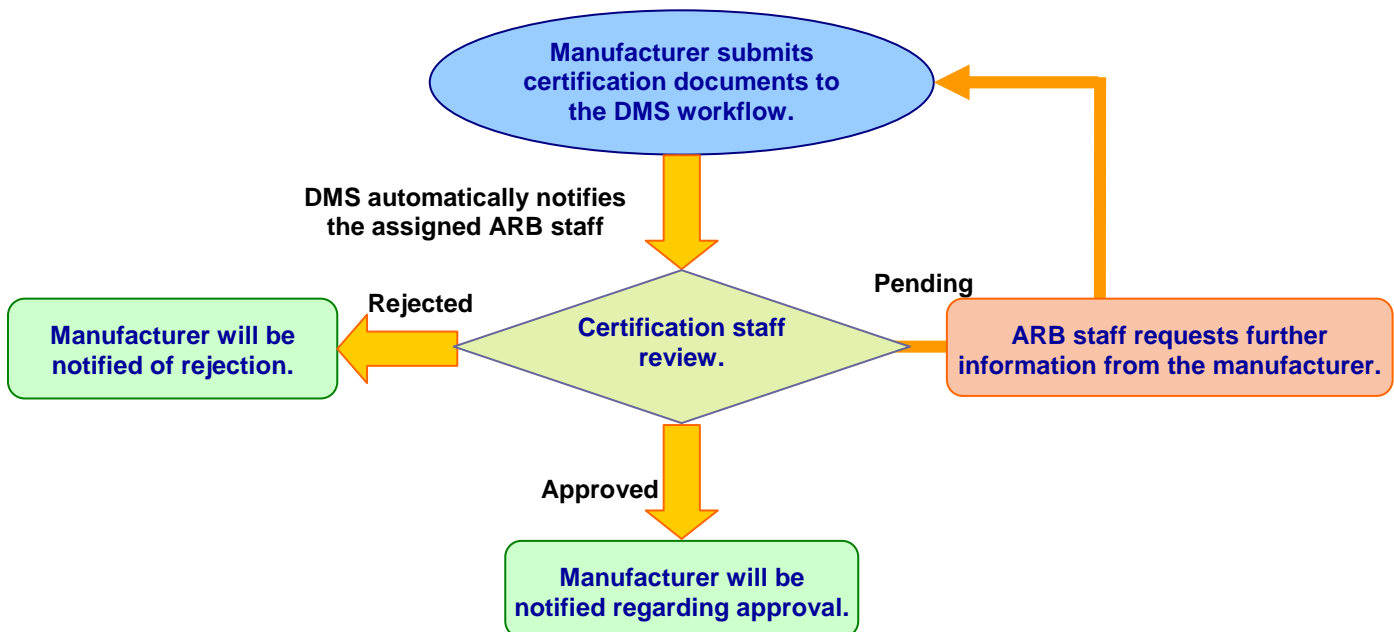 Manufacturer submits
certification documents to
the DMS workflow.
DMS automatically notifies
the assigned ARB staff
Rejected
Pending
Manufacturer will be
notified of rejection.
Certification staff
review.
ARB staff requests further
information from the manufacturer.
Approved
Manufacturer will be
notified regarding approval.